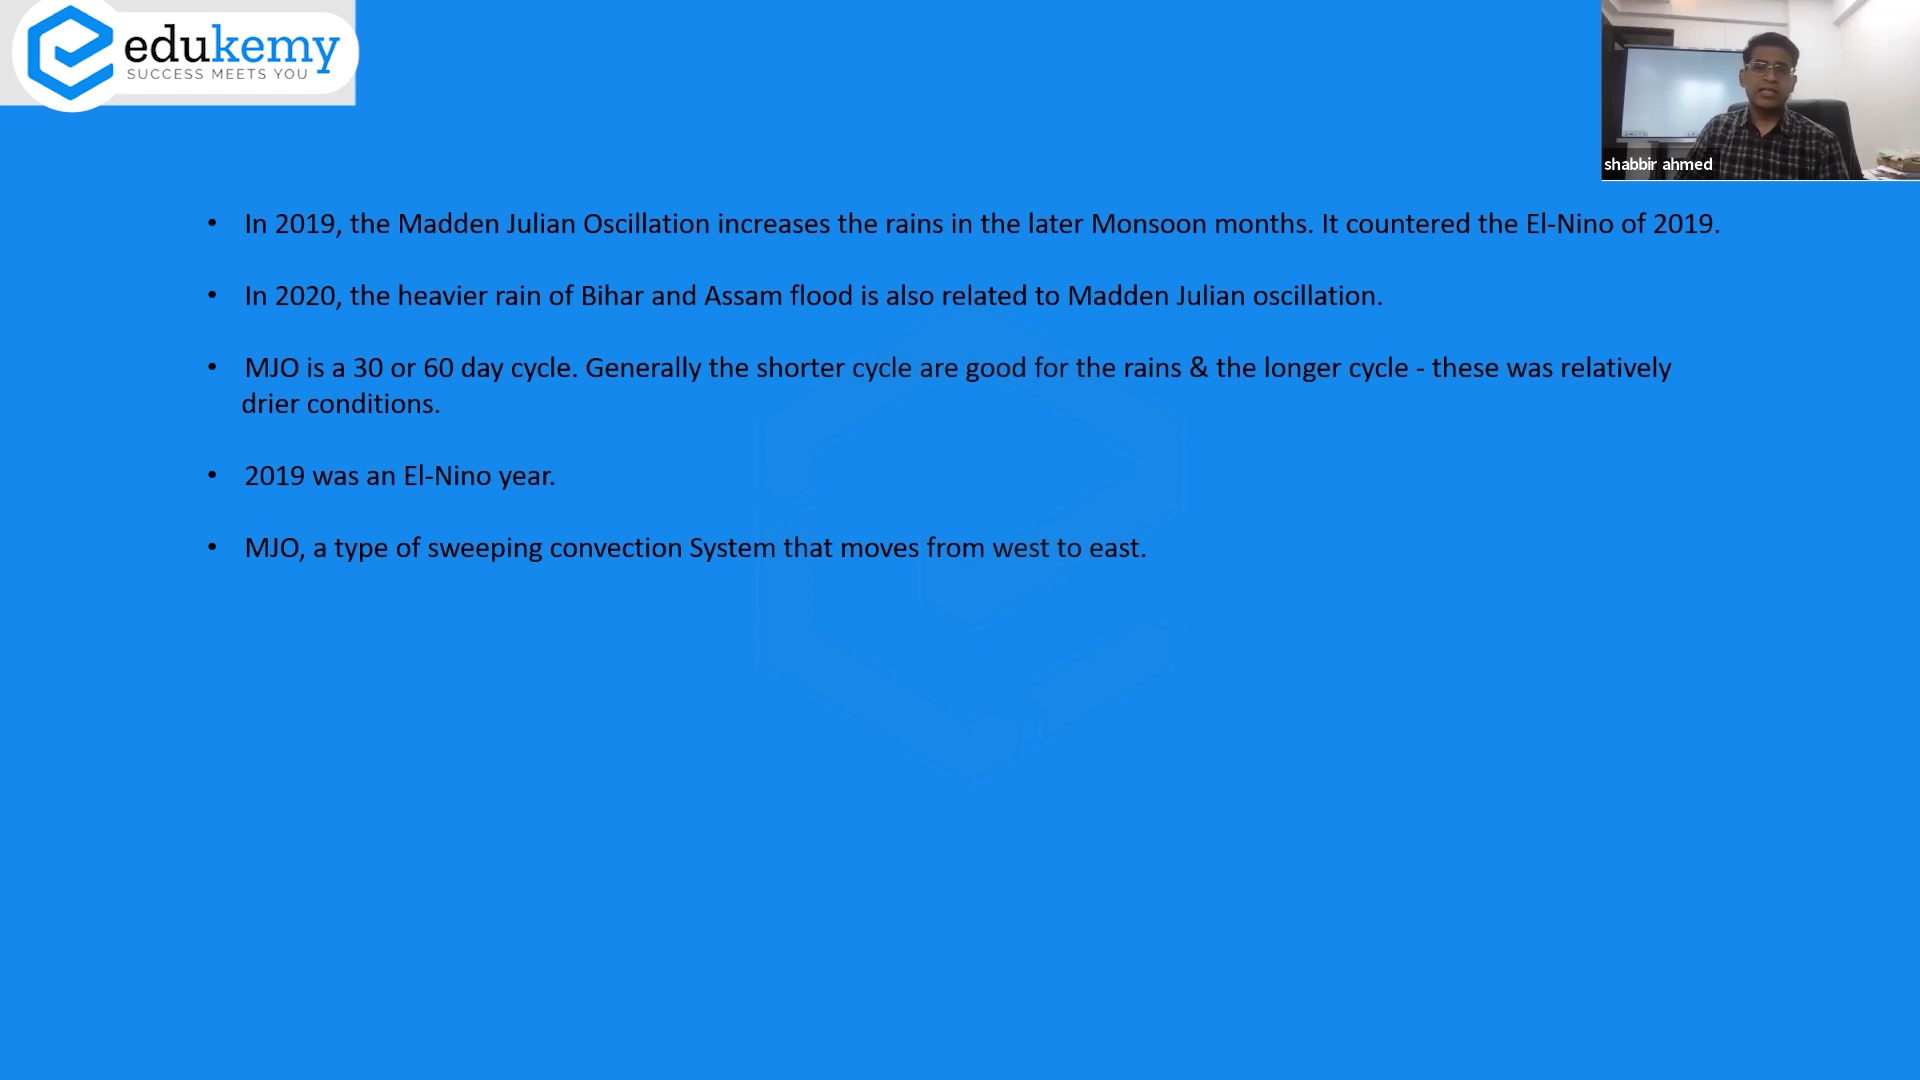 edukemy
SUCCESS MEETS YOU
shabbir ahmed
• In 2019, the Madden Julian Oscillation increases the rains in the later Monsoon months. It countered the El-Nino of 2019.
• In 2020, the heavier rain of Bihar and Assam flood is also related to Madden Julian oscillation.
• MJO is a 30 or 60 day cycle. Generally the shorter cycle are good for the rains & the longer cycle - these was relatively
drier conditions.
• 2019 was an El-Nino year.
• MJO, a type of sweeping convection System that moves from west to east.